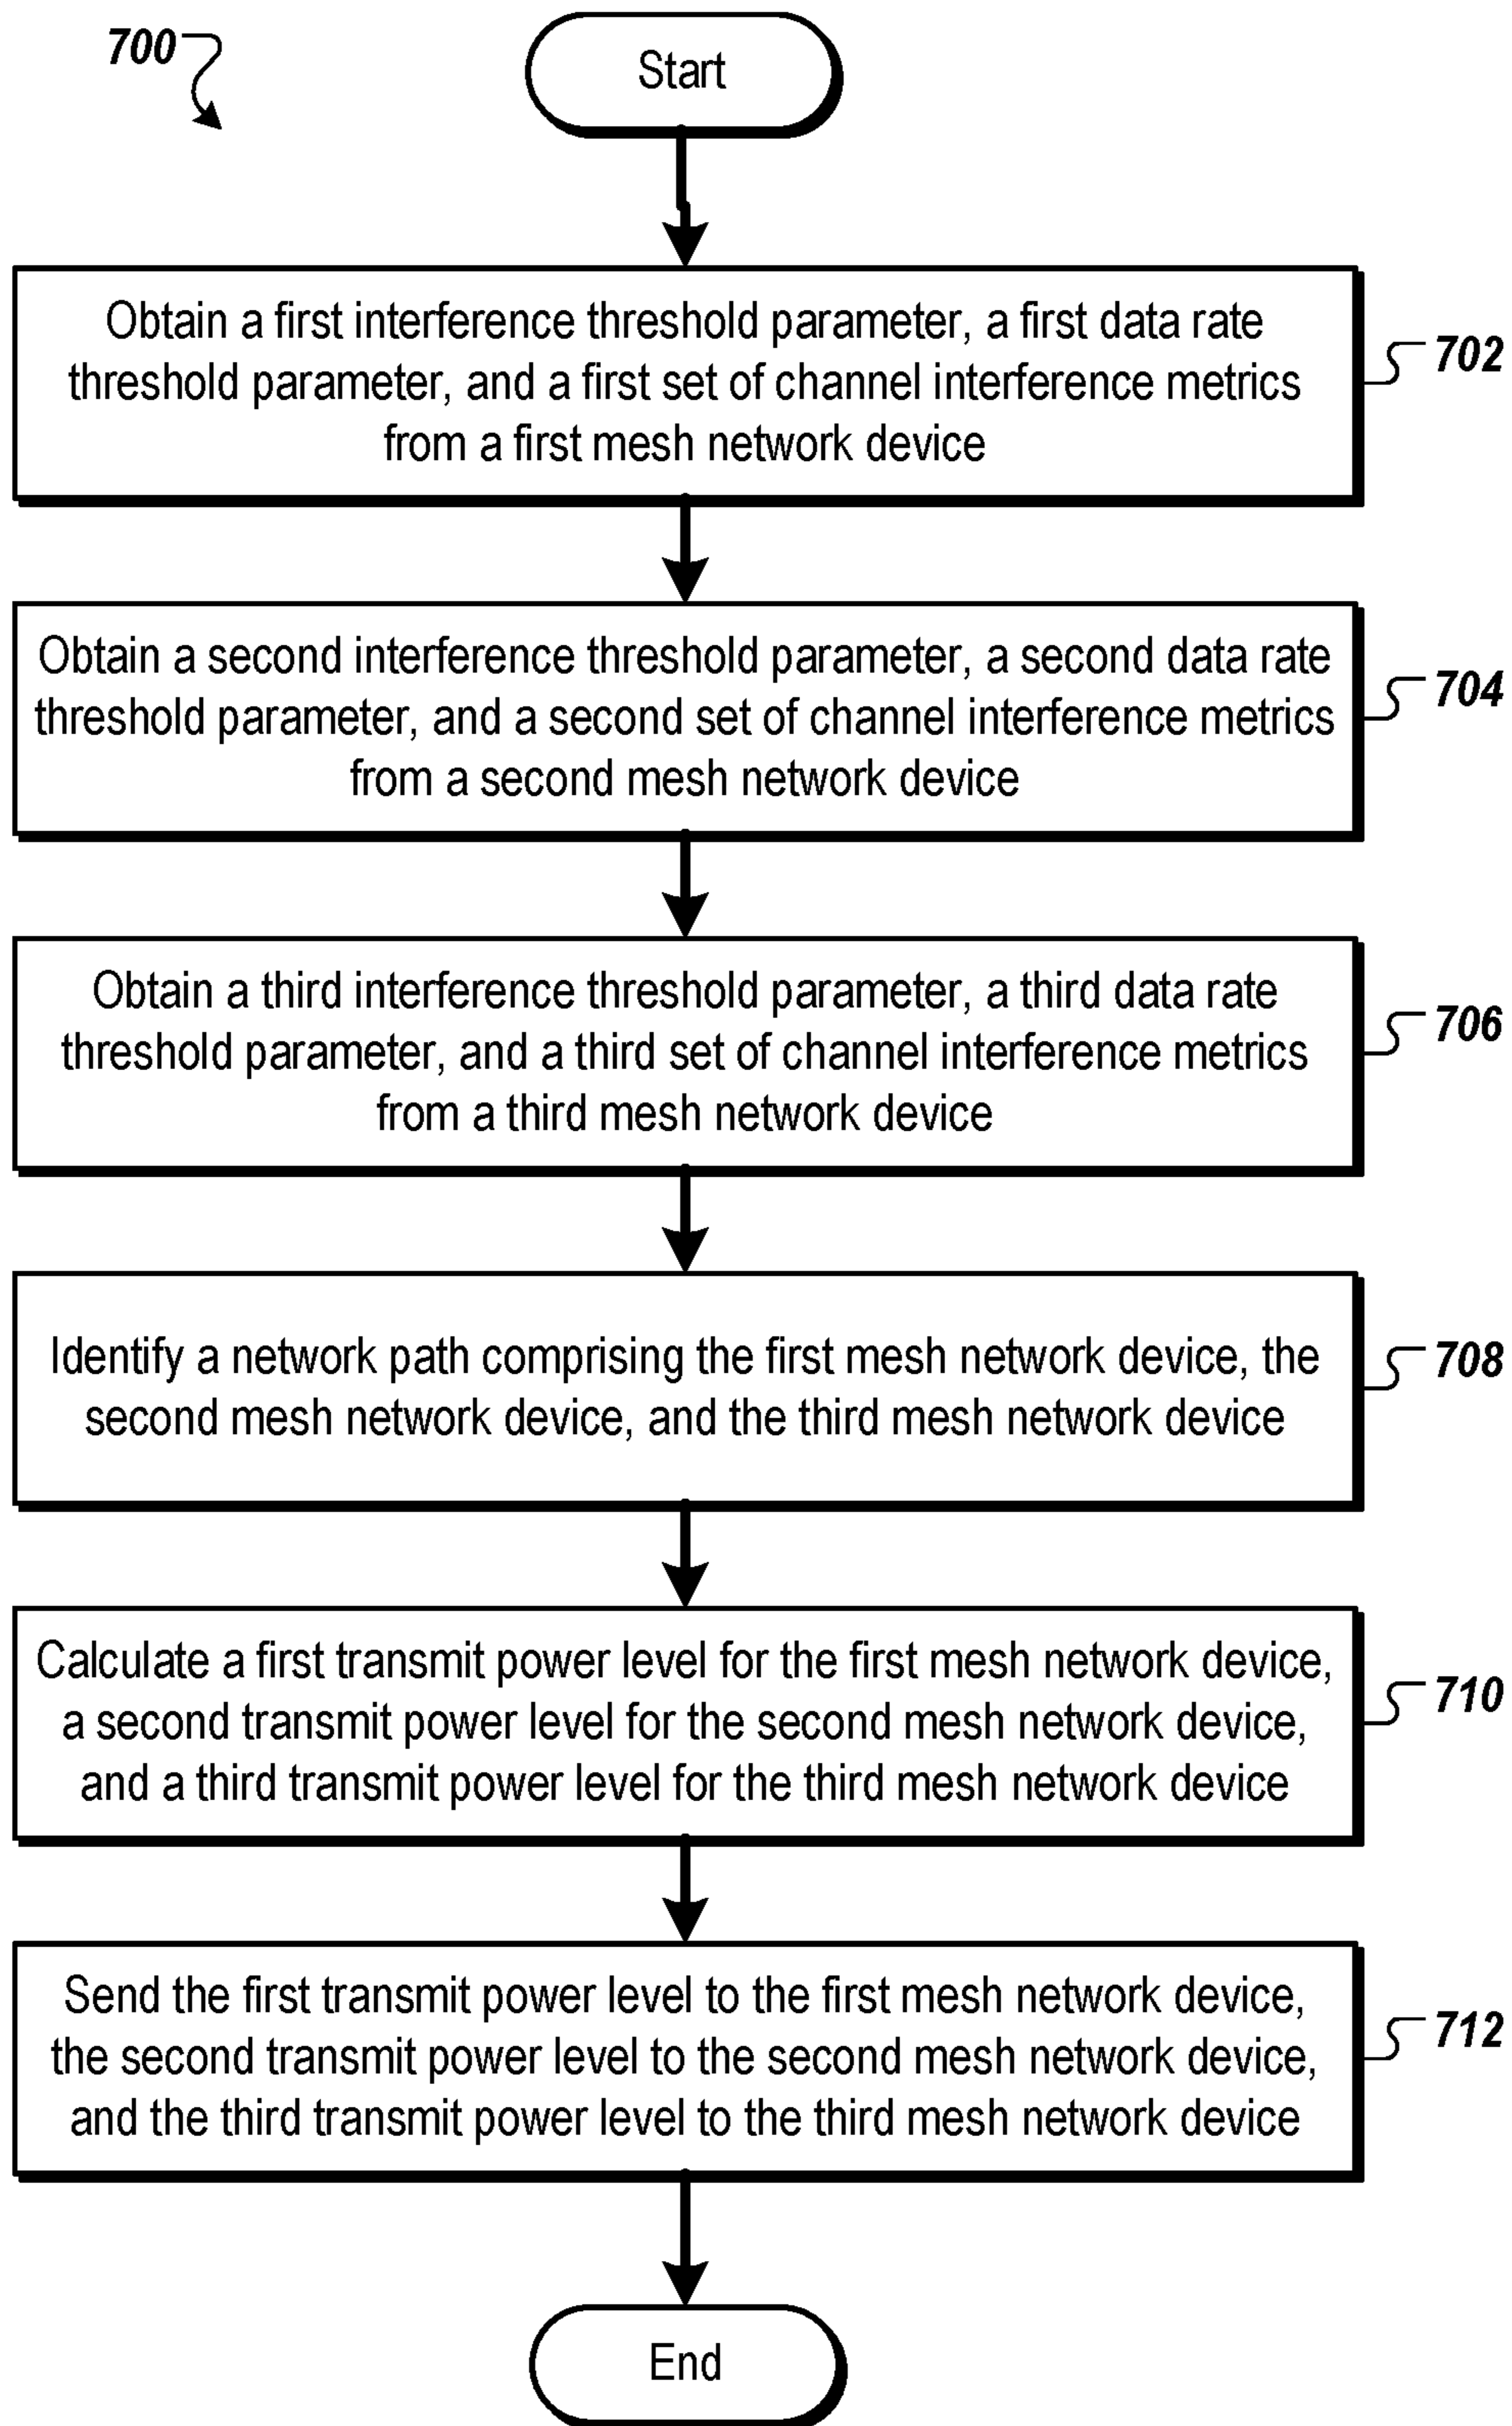 700
Start
Obtain a first interference threshold parameter, a first data rate
threshold parameter, and a first set of channel interference metrics
from a first mesh network device
702
Obtain a second interference threshold parameter, a second data rate
threshold parameter, and a second set of channel interference metrics
from a second mesh network device
704
Obtain a third interference threshold parameter, a third data rate
threshold parameter, and a third set of channel interference metrics
from a third mesh network device
706
Identify a network path comprising the first mesh network device, the
second mesh network device, and the third mesh network device
708
Calculate a first transmit power level for the first mesh network device,
a second transmit power level for the second mesh network device,
and a third transmit power level for the third mesh network device
710
Send the first transmit power level to the first mesh network device,
the second transmit power level to the second mesh network device,
and the third transmit power level to the third mesh network device
712
End